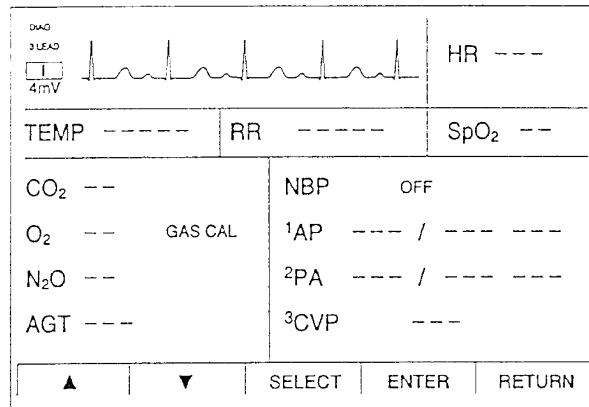 DIAG
3 LEAD
I
4mV
HR ---
TEMP ----- RR ----- SpO₂ --
CO₂ -- NBP OFF
O₂ -- GAS CAL ¹AP --- / --- ---
N₂O -- ²PA --- / --- ---
AGT --- ³CVP ---
▲ ▼ SELECT ENTER RETURN